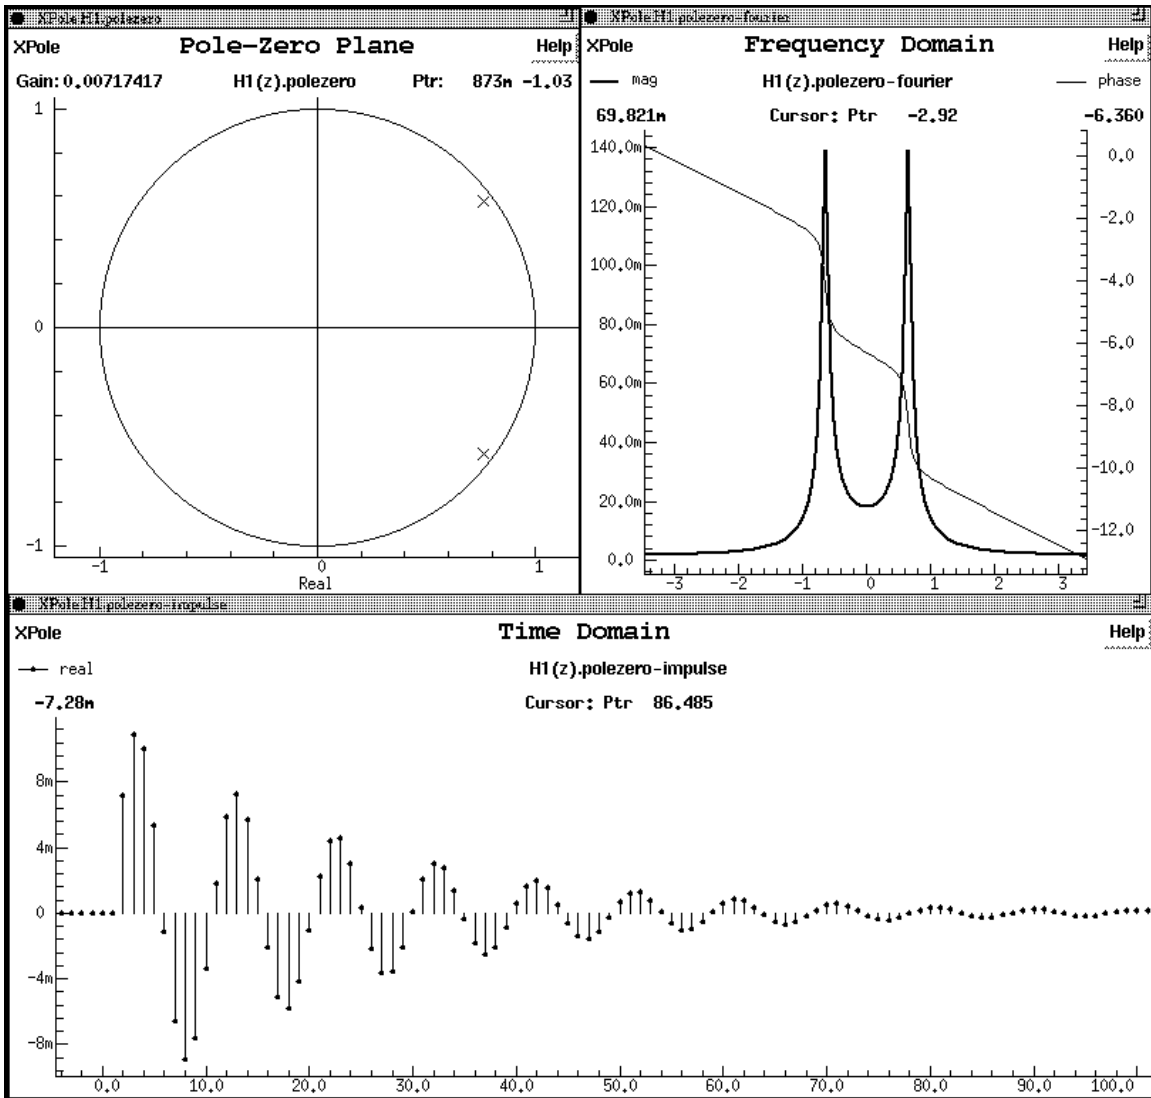 XPole H1.polezero
XPole Pole-Zero Plane Help
Gain: 0.00717417 H1(z).polezero Ptr: 873m -1.03
1
0
-1
-1 0 1
Real
XPole H1.polezero-fourier
XPole Frequency Domain Help
mag H1(z).polezero-fourier phase
69.821m Cursor: Ptr -2.92 -6.360
140.0m 0.0
120.0m -2.0
100.0m -4.0
80.0m -6.0
60.0m -8.0
40.0m -10.0
20.0m -12.0
0.0
-3 -2 -1 0 1 2 3
XPole H1.polezero-impulse
XPole Time Domain Help
real H1(z).polezero-impulse
-7.28m Cursor: Ptr 86.485
8m
4m
0
-4m
-8m
0.0 10.0 20.0 30.0 40.0 50.0 60.0 70.0 80.0 90.0 100.0